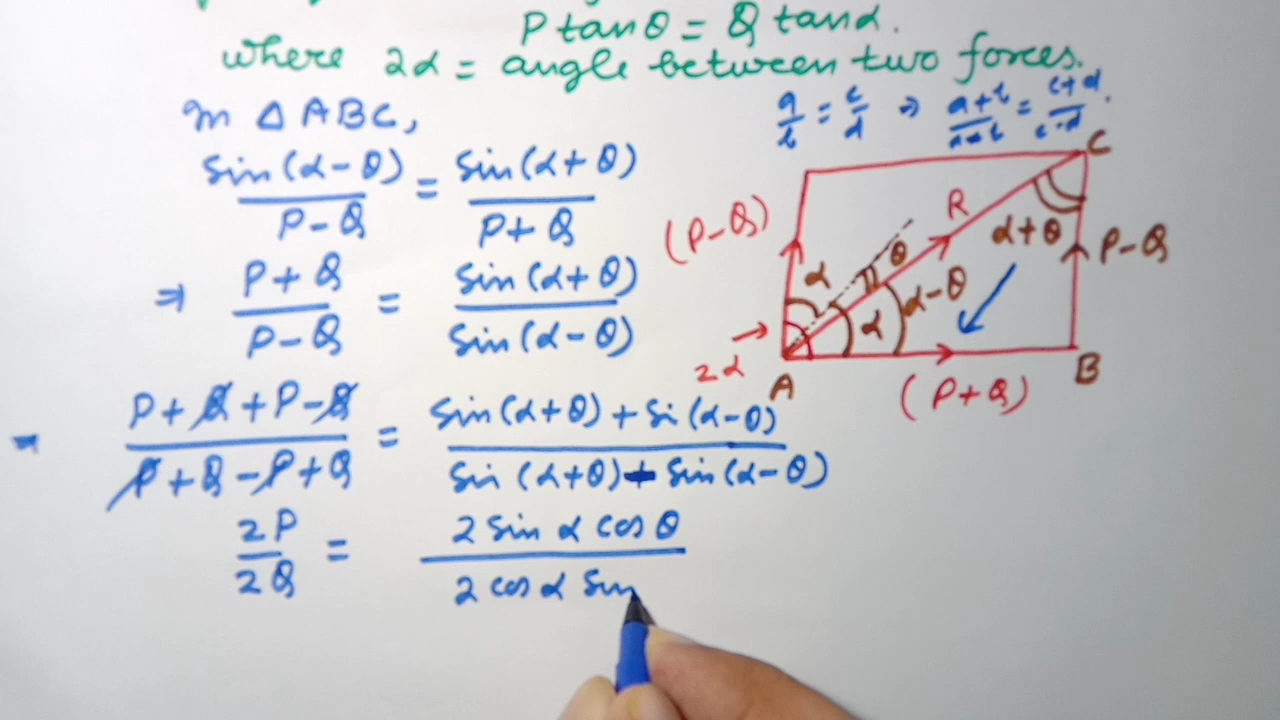 P tan θ = Q tan α.
where 2α = angle between two forces.
In △ ABC,
a/b = c/d ⇒ a+b/a-b = c+d/c-d.
sin(α-θ)/P-Q = sin(α+θ)/P+Q
⇒ P+Q/P-Q = sin(α+θ)/sin(α-θ)
P+Q+P-Q/P+Q-P+Q = sin(α+θ)+si(α-θ)/sin(α+θ)-sin(α-θ)
2P/2Q = 2 sin α cos θ/2 cos α sin
C
R
(P-Q)
α+θ
P-Q
θ
α
α-θ
α
2α
A
B
(P+Q)